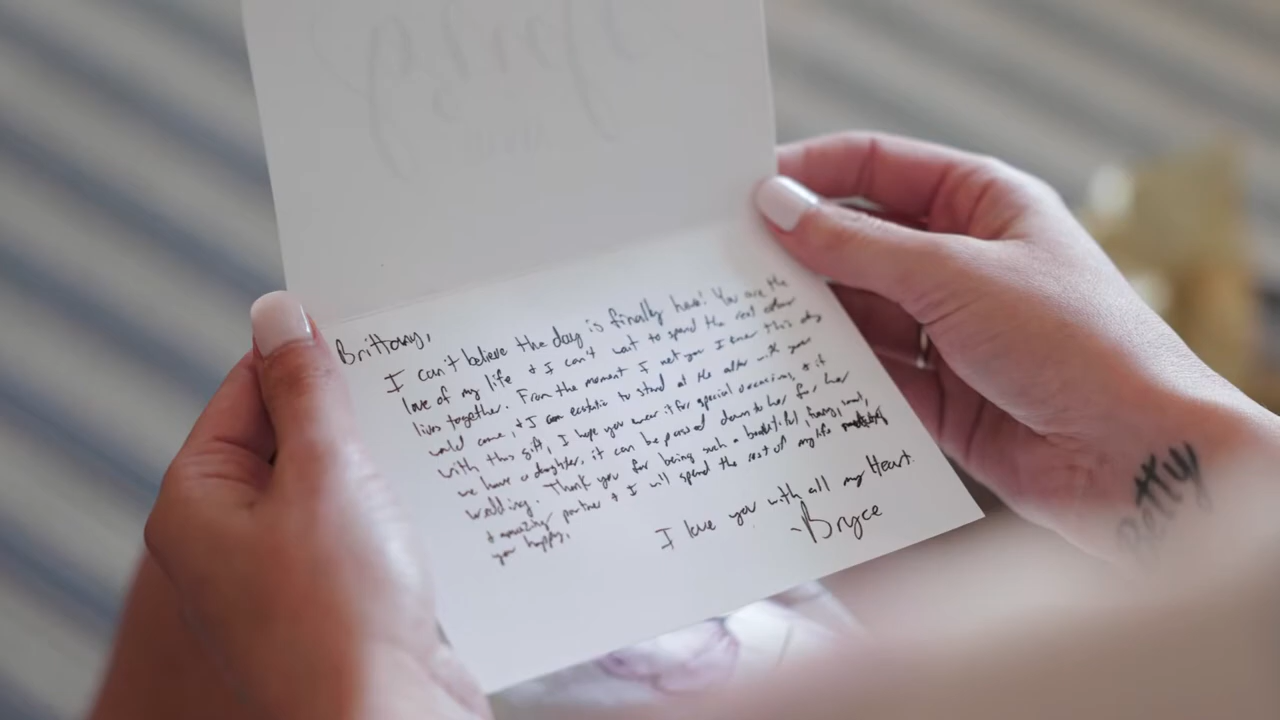 Brittany,
I can't believe the day is finally here! You are the
love of my life & I can't wait to spend the rest of our
lives together. From the moment I met you I knew this day
would come, & I am ecstatic to stand at the alter with you
with this gift, I hope you wear it for special occasions, & if
we have a daughter, it can be passed down to her for her
wedding. Thank you for being such a beautiful, funny, smart,
& amazing partner & I will spend the rest of my life
you happy.
I love you with all my Heart.
-Bryce
Betty